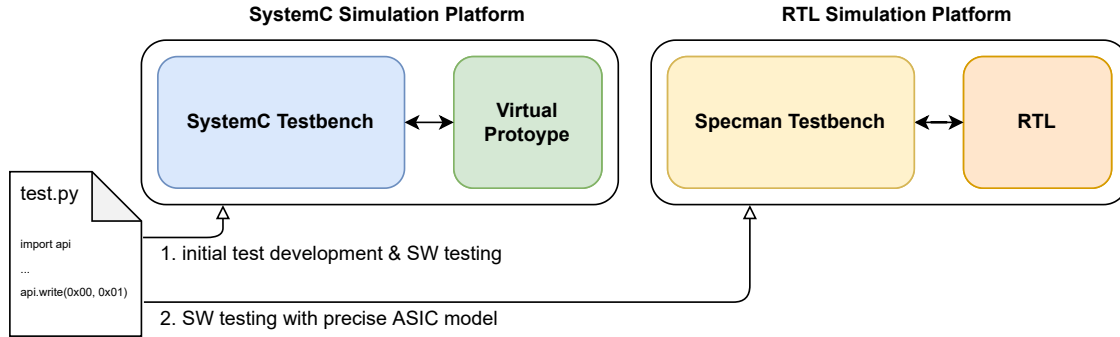 SystemC Simulation Platform
RTL Simulation Platform
SystemC Testbench
Virtual
Protoype
Specman Testbench
RTL
test.py
import api
...
api.write(0x00, 0x01)
1. initial test development & SW testing
2. SW testing with precise ASIC model